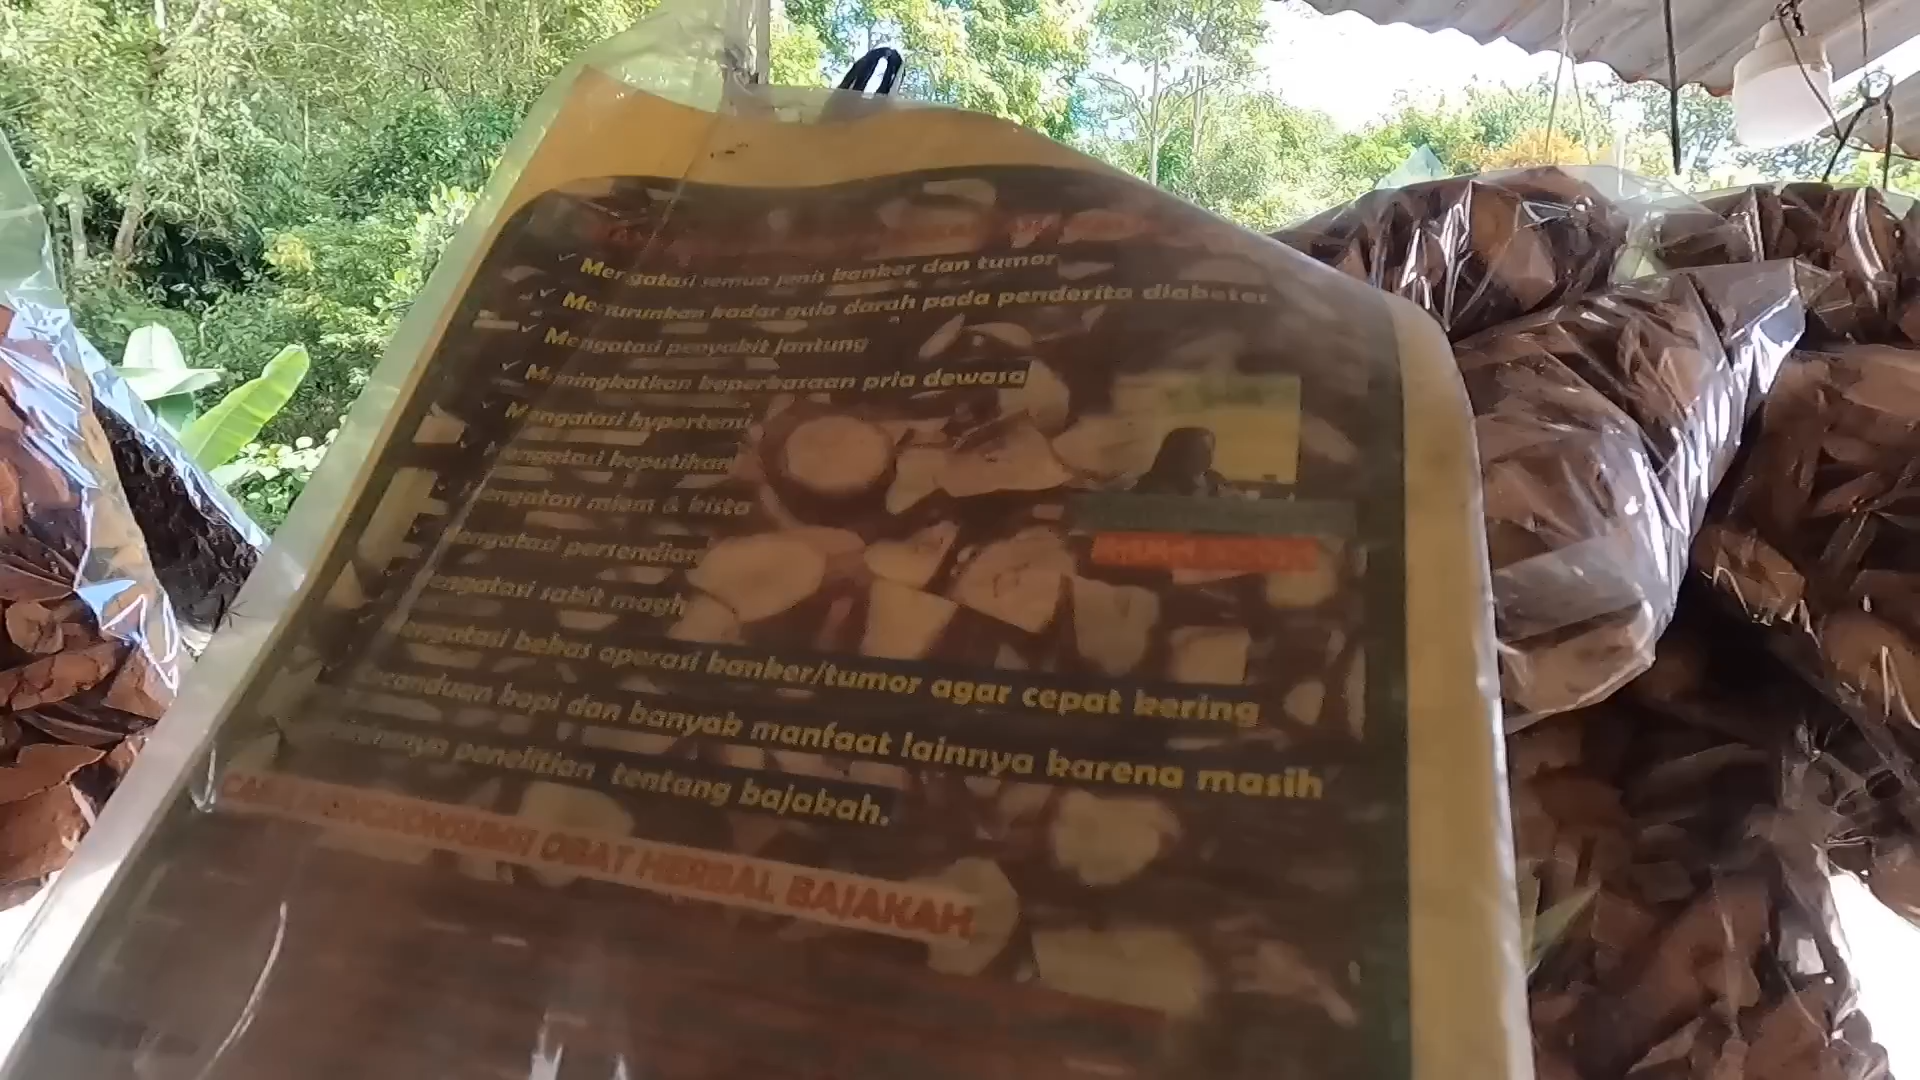 Mengatasi semua jenis kanker dan tumor
Menurunkan kadar gula darah pada penderita diabetes
Mengatasi penyakit jantung
Meningkatkan keperkasaan pria dewasa
Mengatasi hypertensi
Mengatasi keputihan
Mengatasi miom & kista
Mengatasi persendian
Mengatasi sakit magh
Mengatasi bekas operasi kanker/tumor agar cepat kering
Kecanduan kopi dan banyak manfaat lainnya karena masih
penelitian tentang bajakah.
CARA MENGKONSUMSI OBAT HERBAL BAJAKAH